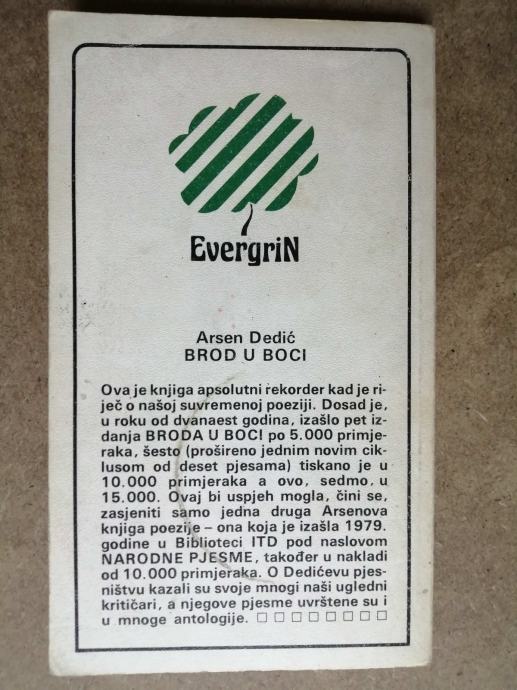 EvergriN
Arsen Dedić
BROD U BOCI
Ova je knjiga apsolutni rekorder kad je ri-
ječ o našoj suvremenoj poeziji. Dosad je,
u roku od dvanaest godina, izašlo pet iz-
danja BRODA U BOCI po 5.000 primje-
raka, šesto (prošireno jednim novim cik-
lusom od deset pjesama) tiskano je u
10.000 primjeraka a ovo, sedmo, u
15.000. Ovaj bi uspjeh mogla, čini se,
zasjeniti samo jedna druga Arsenova
knjiga poezije – ona koja je izašla 1979.
godine u Biblioteci ITD pod naslovom
NARODNE PJESME, također u nakladi
od 10.000 primjeraka. O Dedićevu pjes-
ništvu kazali su svoje mnogi naši ugledni
kritičari, a njegove pjesme uvrštene su i
u mnoge antologije. □ □ □ □ □ □ □ □